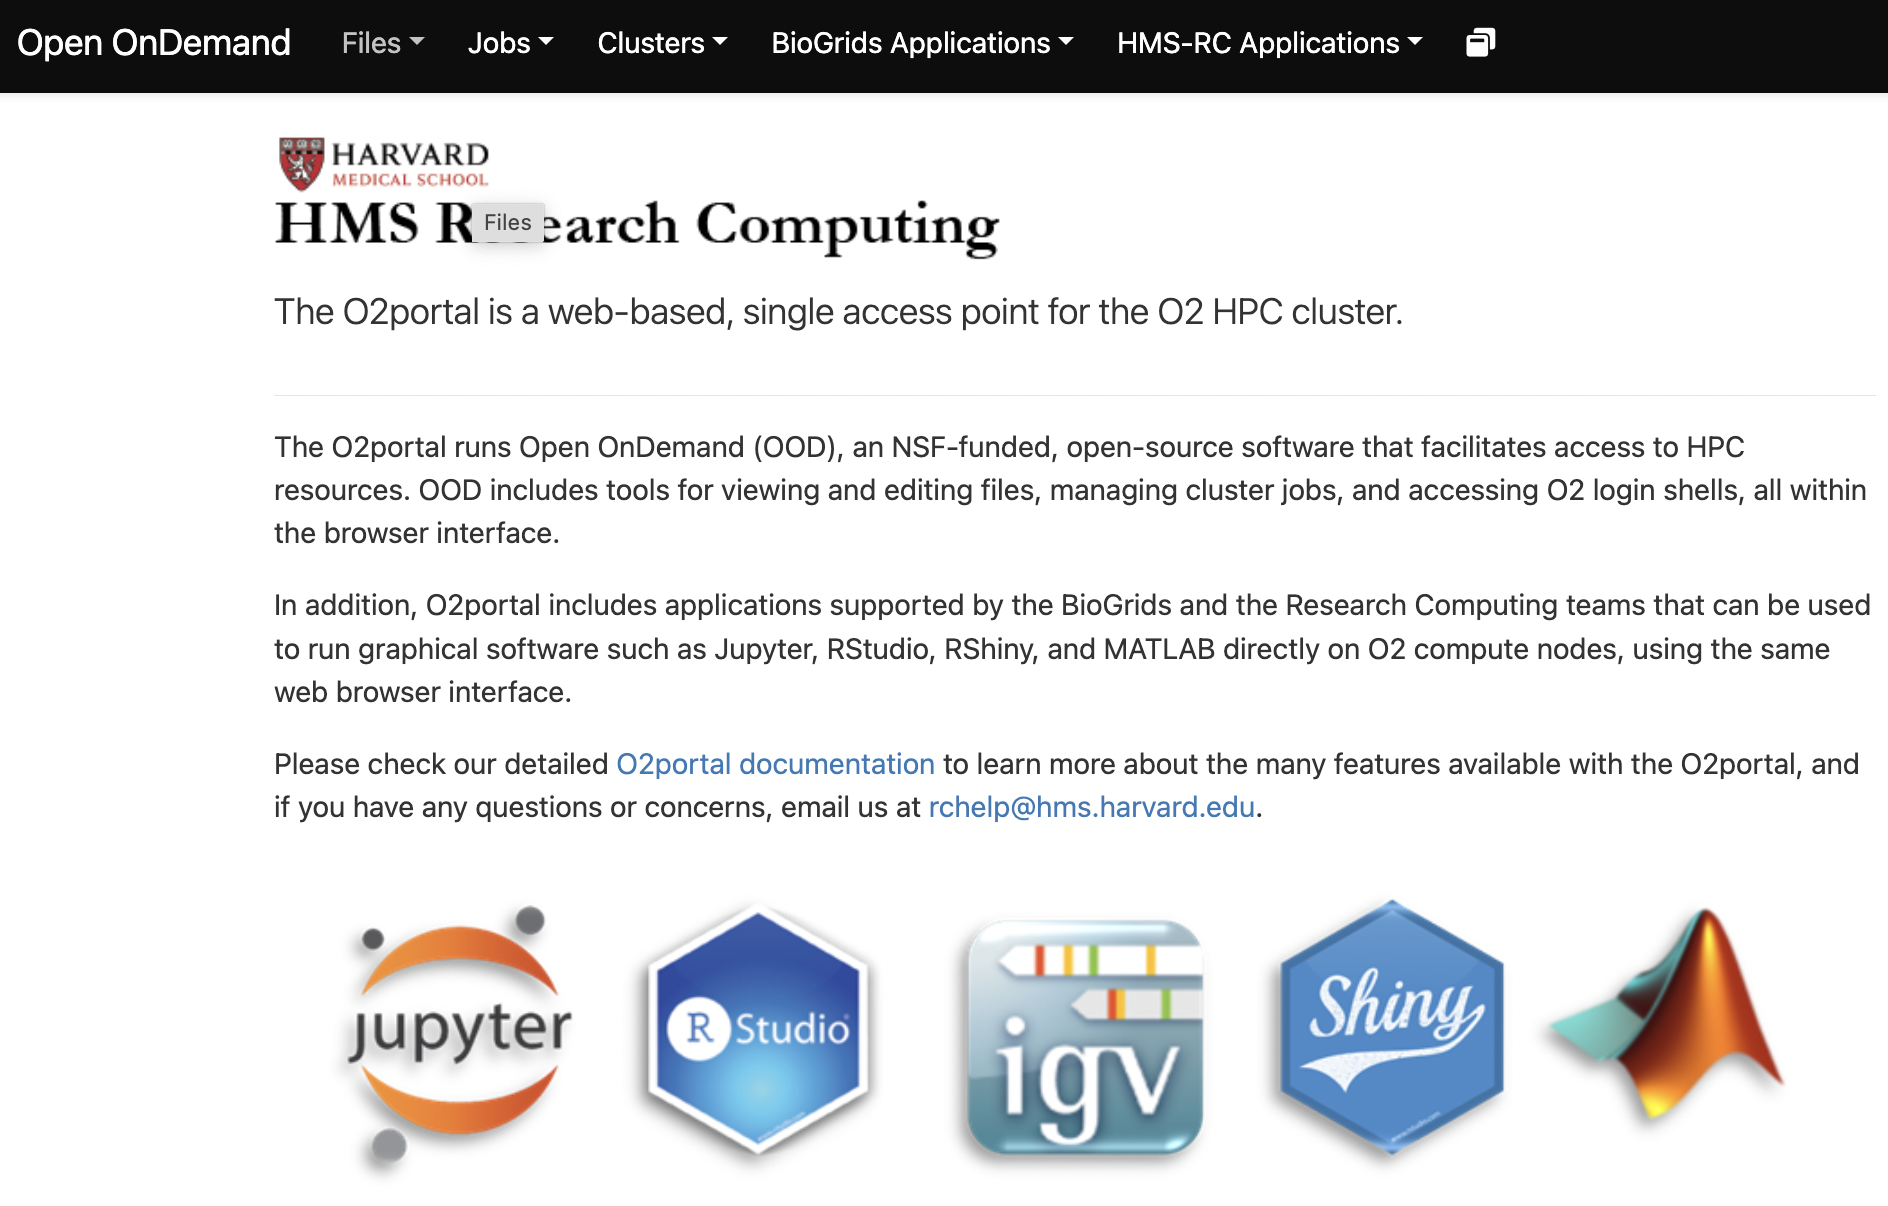 Open OnDemand Files Jobs Clusters BioGrids Applications HMS-RC Applications
HARVARD
MEDICAL SCHOOL
HMS Research Computing
Files
The O2portal is a web-based, single access point for the O2 HPC cluster.
The O2portal runs Open OnDemand (OOD), an NSF-funded, open-source software that facilitates access to HPC
resources. OOD includes tools for viewing and editing files, managing cluster jobs, and accessing O2 login shells, all within
the browser interface.
In addition, O2portal includes applications supported by the BioGrids and the Research Computing teams that can be used
to run graphical software such as Jupyter, RStudio, RShiny, and MATLAB directly on O2 compute nodes, using the same
web browser interface.
Please check our detailed O2portal documentation to learn more about the many features available with the O2portal, and
if you have any questions or concerns, email us at rchelp@hms.harvard.edu.
jupyter
R Studio
igv
Shiny